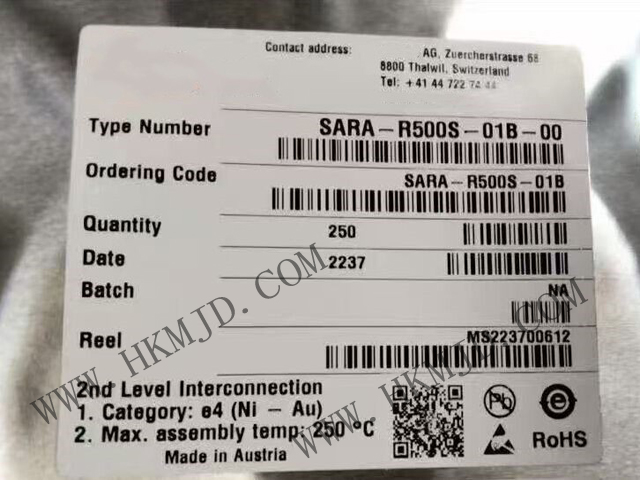 Contact address: AG, Zuercherstrasse 68
8800 Thalwil, Switzerland
Tel: +41 44 722 74 44
Type Number SARA-R500S-01B-00
Ordering Code SARA-R500S-01B
Quantity 250
Date 2237
Batch NA
Reel MS223700612
2nd Level Interconnection
1. Category: e4 (Ni - Au)
2. Max. assembly temp: 250 °C
Made in Austria
Pb
e
RoHS
WWW.HKMJD.COM
WWW.HKMJD.COM